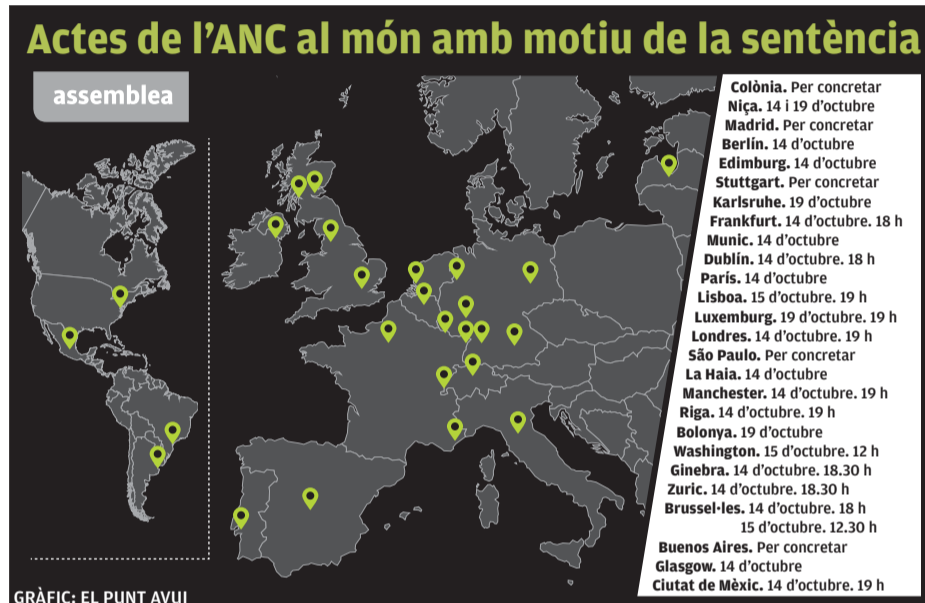 Actes de l'ANC al món amb motiu de la sentència
assemblea
Colònia. Per concretar
Niça. 14 i 19 d'octubre
Madrid. Per concretar
Berlín. 14 d'octubre
Edimburg. 14 d'octubre
Stuttgart. Per concretar
Karlsruhe. 19 d'octubre
Frankfurt. 14 d'octubre. 18 h
Munic. 14 d'octubre
Dublín. 14 d'octubre. 18 h
París. 14 d'octubre
Lisboa. 15 d'octubre. 19 h
Luxemburg. 19 d'octubre. 19 h
Londres. 14 d'octubre. 19 h
São Paulo. Per concretar
La Haia. 14 d'octubre
Manchester. 14 d'octubre. 19 h
Riga. 14 d'octubre. 19 h
Bolonya. 19 d'octubre
Washington. 15 d'octubre. 12 h
Ginebra. 14 d'octubre. 18.30 h
Zuric. 14 d'octubre. 18.30 h
Brussel·les. 14 d'octubre. 18 h
15 d'octubre. 12.30 h
Buenos Aires. Per concretar
Glasgow. 14 d'octubre
Ciutat de Mèxic. 14 d'octubre. 19 h
GRÀFIC: EL PUNT AVUI